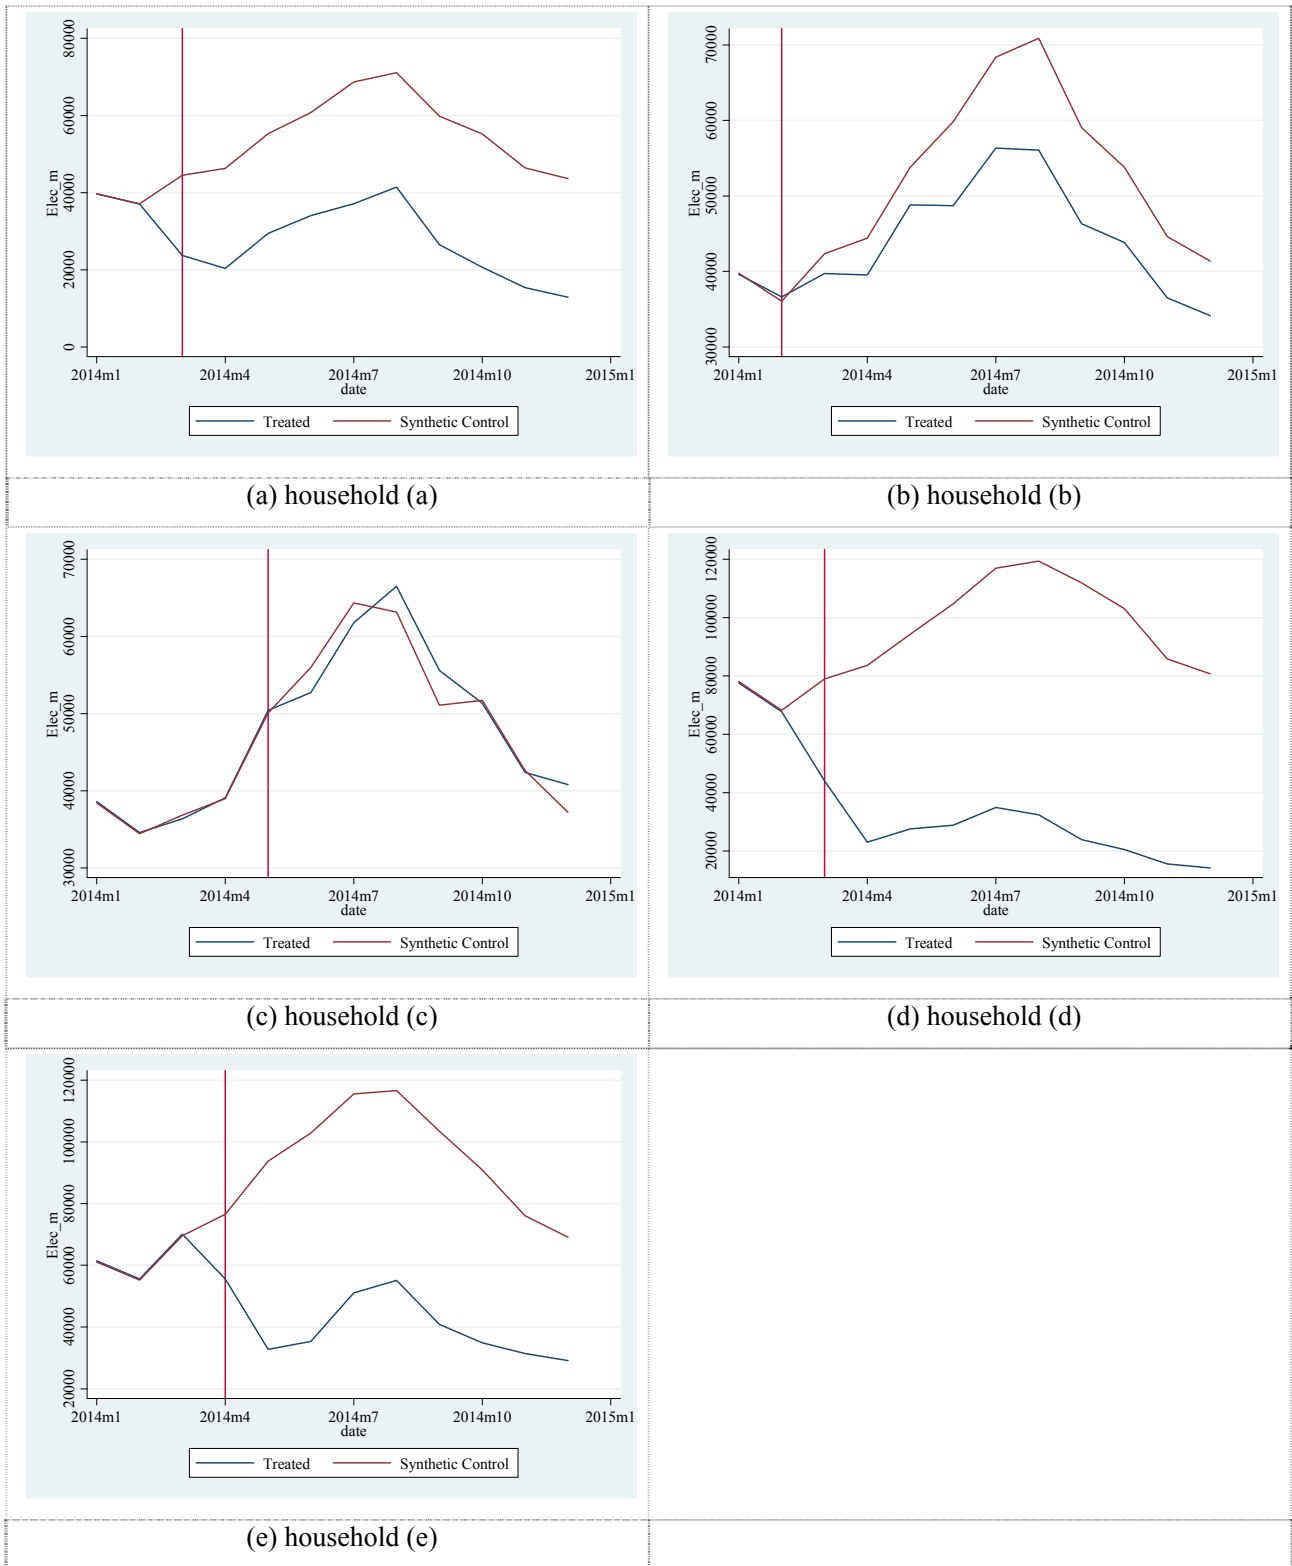 80000
60000
40000
20000
0
Elec_m
2014m1 2014m4 2014m7 2014m10 2015m1
date
Treated Synthetic Control
70000
60000
50000
40000
30000
Elec_m
2014m1 2014m4 2014m7 2014m10 2015m1
date
Treated Synthetic Control
(a) household (a)
(b) household (b)
70000
60000
50000
40000
30000
Elec_m
2014m1 2014m4 2014m7 2014m10 2015m1
date
Treated Synthetic Control
120000
100000
80000
60000
40000
20000
Elec_m
2014m1 2014m4 2014m7 2014m10 2015m1
date
Treated Synthetic Control
(c) household (c)
(d) household (d)
120000
100000
80000
60000
40000
20000
Elec_m
2014m1 2014m4 2014m7 2014m10 2015m1
date
Treated Synthetic Control
(e) household (e)